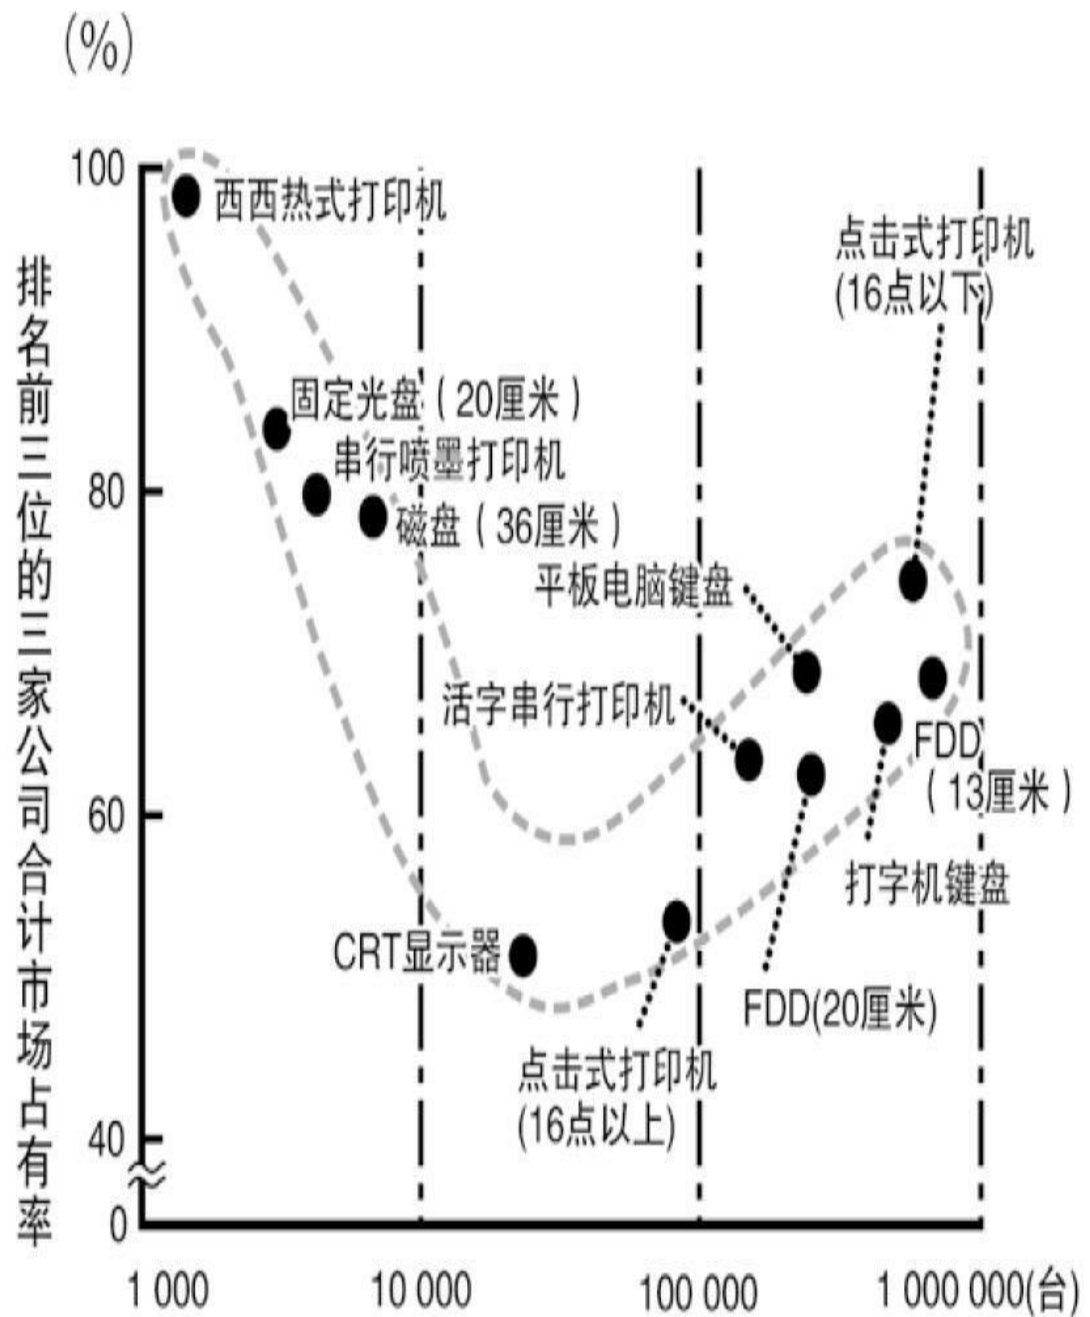 (%)
100
80
60
40
0
排名前三位的三家公司合计市场占有率
西西热式打印机
点击式打印机
(16点以下)
固定光盘（20厘米）
串行喷墨打印机
磁盘（36厘米）
平板电脑键盘
活字串行打印机
FDD
（13厘米）
打字机键盘
CRT显示器
FDD(20厘米)
点击式打印机
(16点以上)
1 000
10 000
100 000
1 000 000(台)